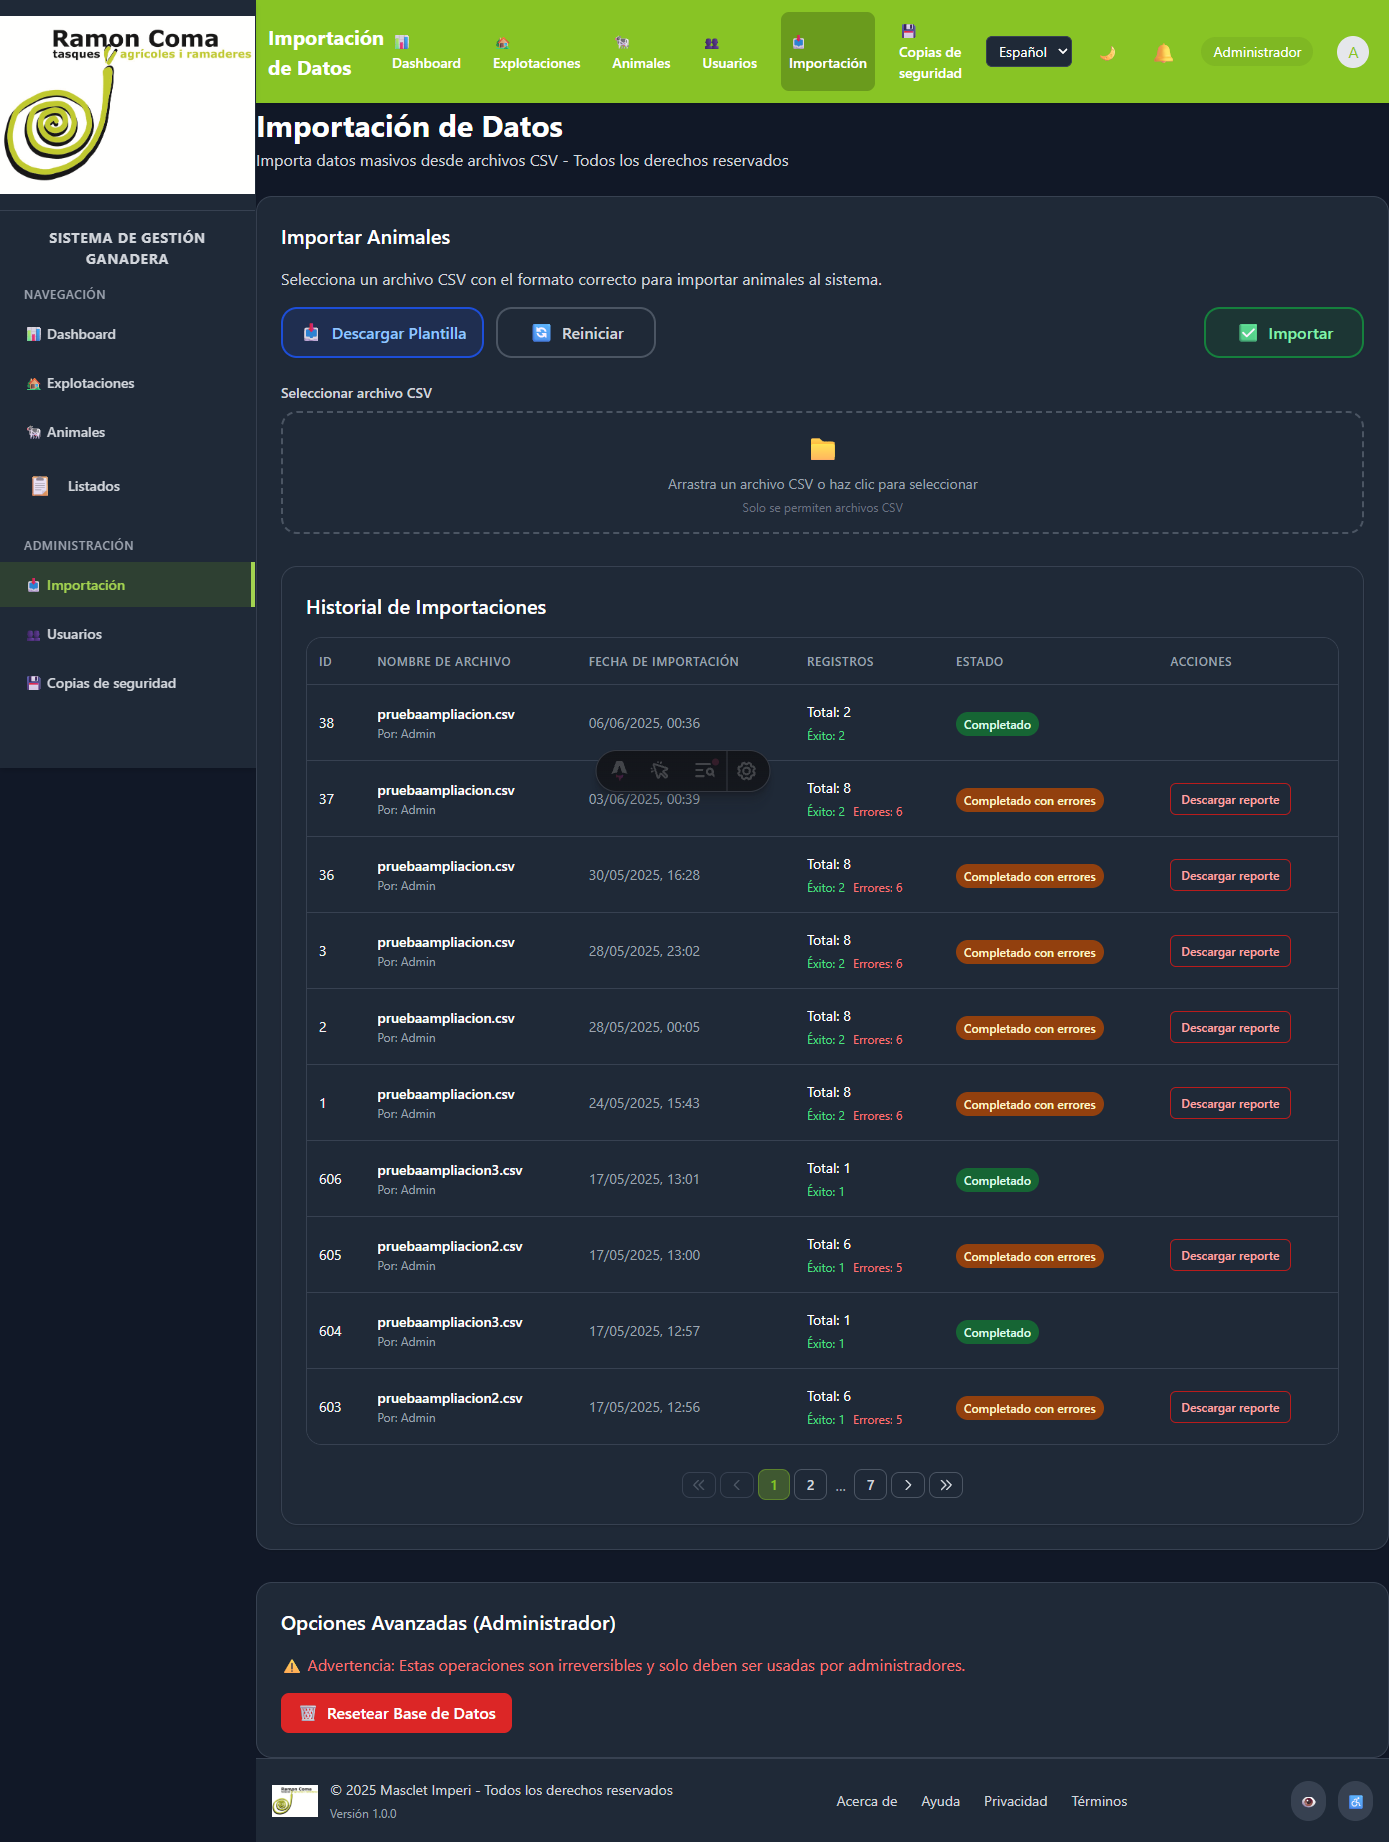 Ramon Coma
tasques agrícoles i ramaderes
Importación
de Datos
Dashboard
Explotaciones
Animales
Usuarios
Importación
Copias de
seguridad
Español
Administrador
A
Importación de Datos
Importa datos masivos desde archivos CSV - Todos los derechos reservados
SISTEMA DE GESTIÓN
GANADERA
NAVEGACIÓN
Dashboard
Explotaciones
Animales
Listados
ADMINISTRACIÓN
Importación
Usuarios
Copias de seguridad
Importar Animales
Selecciona un archivo CSV con el formato correcto para importar animales al sistema.
Descargar Plantilla
Reiniciar
Importar
Seleccionar archivo CSV
Arrastra un archivo CSV o haz clic para seleccionar
Solo se permiten archivos CSV
Historial de Importaciones
ID NOMBRE DE ARCHIVO FECHA DE IMPORTACIÓN REGISTROS ESTADO ACCIONES
38 pruebaampliacion.csv 06/06/2025, 00:36 Total: 2 Completado
Por: Admin Éxito: 2
37 pruebaampliacion.csv 03/06/2025, 00:39 Total: 8 Completado con errores Descargar reporte
Por: Admin Éxito: 2 Errores: 6
36 pruebaampliacion.csv 30/05/2025, 16:28 Total: 8 Completado con errores Descargar reporte
Por: Admin Éxito: 2 Errores: 6
3 pruebaampliacion.csv 28/05/2025, 23:02 Total: 8 Completado con errores Descargar reporte
Por: Admin Éxito: 2 Errores: 6
2 pruebaampliacion.csv 28/05/2025, 00:05 Total: 8 Completado con errores Descargar reporte
Por: Admin Éxito: 2 Errores: 6
1 pruebaampliacion.csv 24/05/2025, 15:43 Total: 8 Completado con errores Descargar reporte
Por: Admin Éxito: 2 Errores: 6
606 pruebaampliacion3.csv 17/05/2025, 13:01 Total: 1 Completado
Por: Admin Éxito: 1
605 pruebaampliacion2.csv 17/05/2025, 13:00 Total: 6 Completado con errores Descargar reporte
Por: Admin Éxito: 1 Errores: 5
604 pruebaampliacion3.csv 17/05/2025, 12:57 Total: 1 Completado
Por: Admin Éxito: 1
603 pruebaampliacion2.csv 17/05/2025, 12:56 Total: 6 Completado con errores Descargar reporte
Por: Admin Éxito: 1 Errores: 5
« ‹ 1 2 ... 7 › »
Opciones Avanzadas (Administrador)
Advertencia: Estas operaciones son irreversibles y solo deben ser usadas por administradores.
Resetear Base de Datos
Ramon Coma
© 2025 Masclet Imperi - Todos los derechos reservados
Versión 1.0.0
Acerca de Ayuda Privacidad Términos